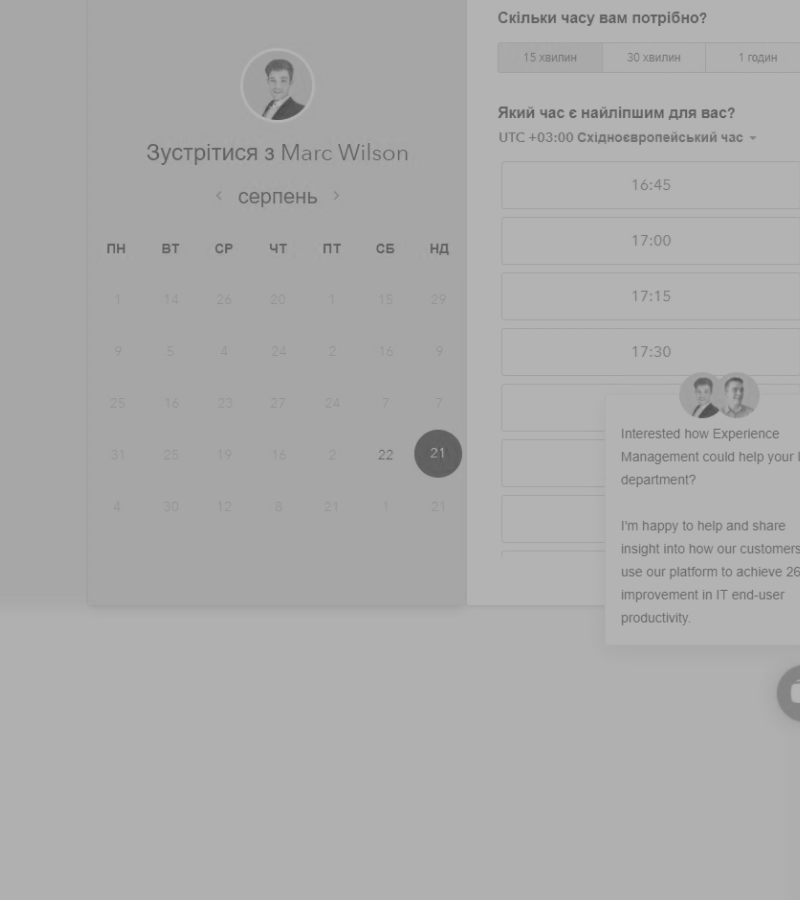 Зустрітися з Marc Wilson
серпень
ПН ВТ СР ЧТ ПТ СБ НД
1 14 26 20 1 15 29
9 5 4 24 2 16 9
25 16 23 27 24 7 7
31 25 19 16 2 22 21
4 30 12 8 21 1 21
Скільки часу вам потрібно?
15 хвилин 30 хвилин 1 годин
Який час є найліпшим для вас?
UTC +03:00 Східноєвропейський час
16:45
17:00
17:15
17:30
Interested how Experience
Management could help your
department?
I'm happy to help and share
insight into how our customers
use our platform to achieve 26
improvement in IT end-user
productivity.